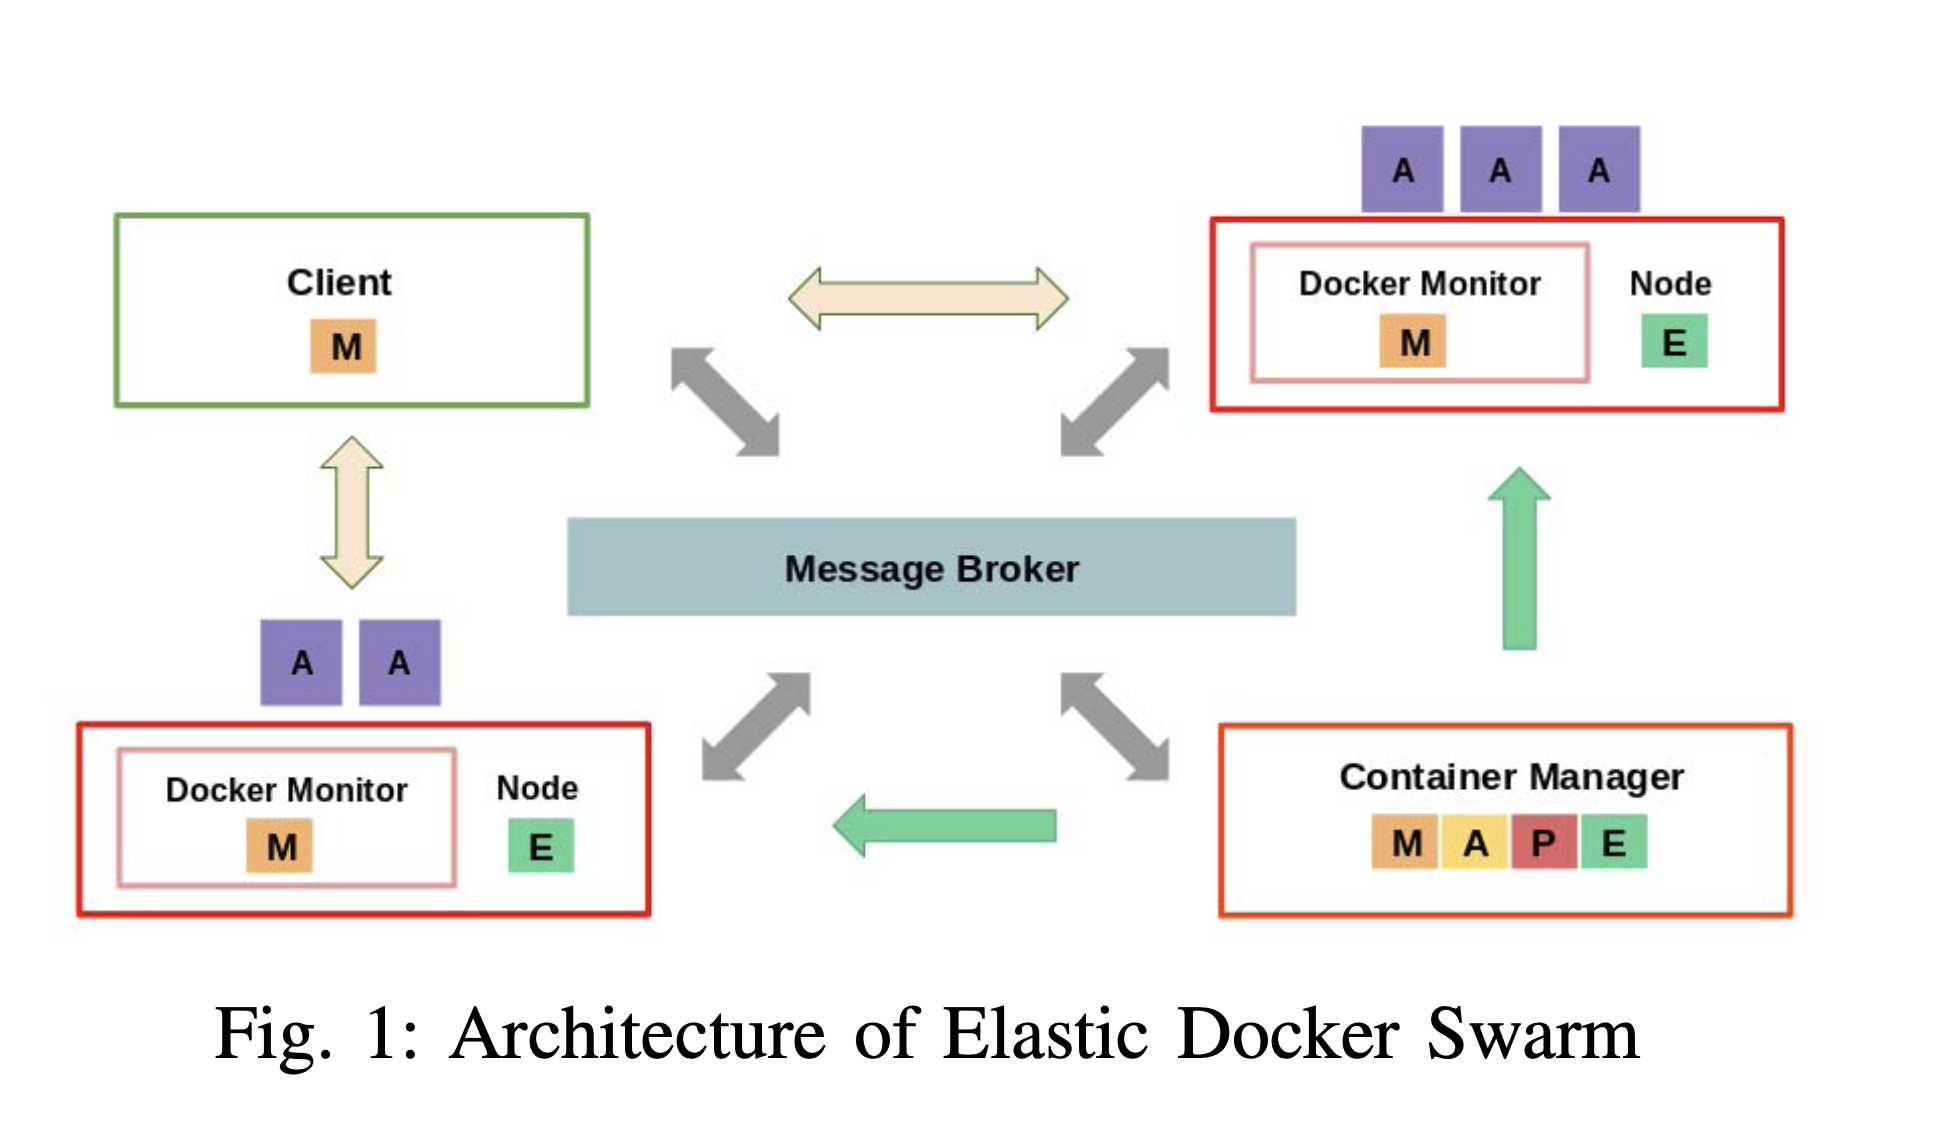 A A A
Client
M
Docker Monitor Node
M E
Message Broker
A A
Docker Monitor Node
M E
Container Manager
M A P E
Fig. 1: Architecture of Elastic Docker Swarm